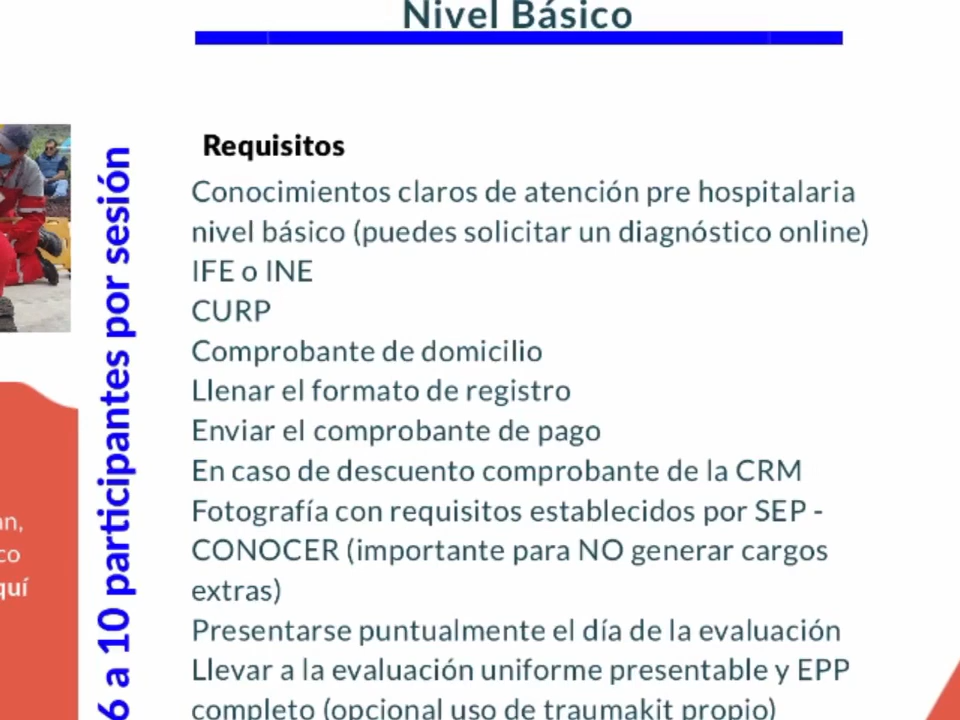 Nivel Básico
6 a 10 participantes por sesión
Requisitos
Conocimientos claros de atención pre hospitalaria
nivel básico (puedes solicitar un diagnóstico online)
IFE o INE
CURP
Comprobante de domicilio
Llenar el formato de registro
Enviar el comprobante de pago
En caso de descuento comprobante de la CRM
Fotografía con requisitos establecidos por SEP -
CONOCER (importante para NO generar cargos
extras)
Presentarse puntualmente el día de la evaluación
Llevar a la evaluación uniforme presentable y EPP
completo (opcional uso de traumakit propio)